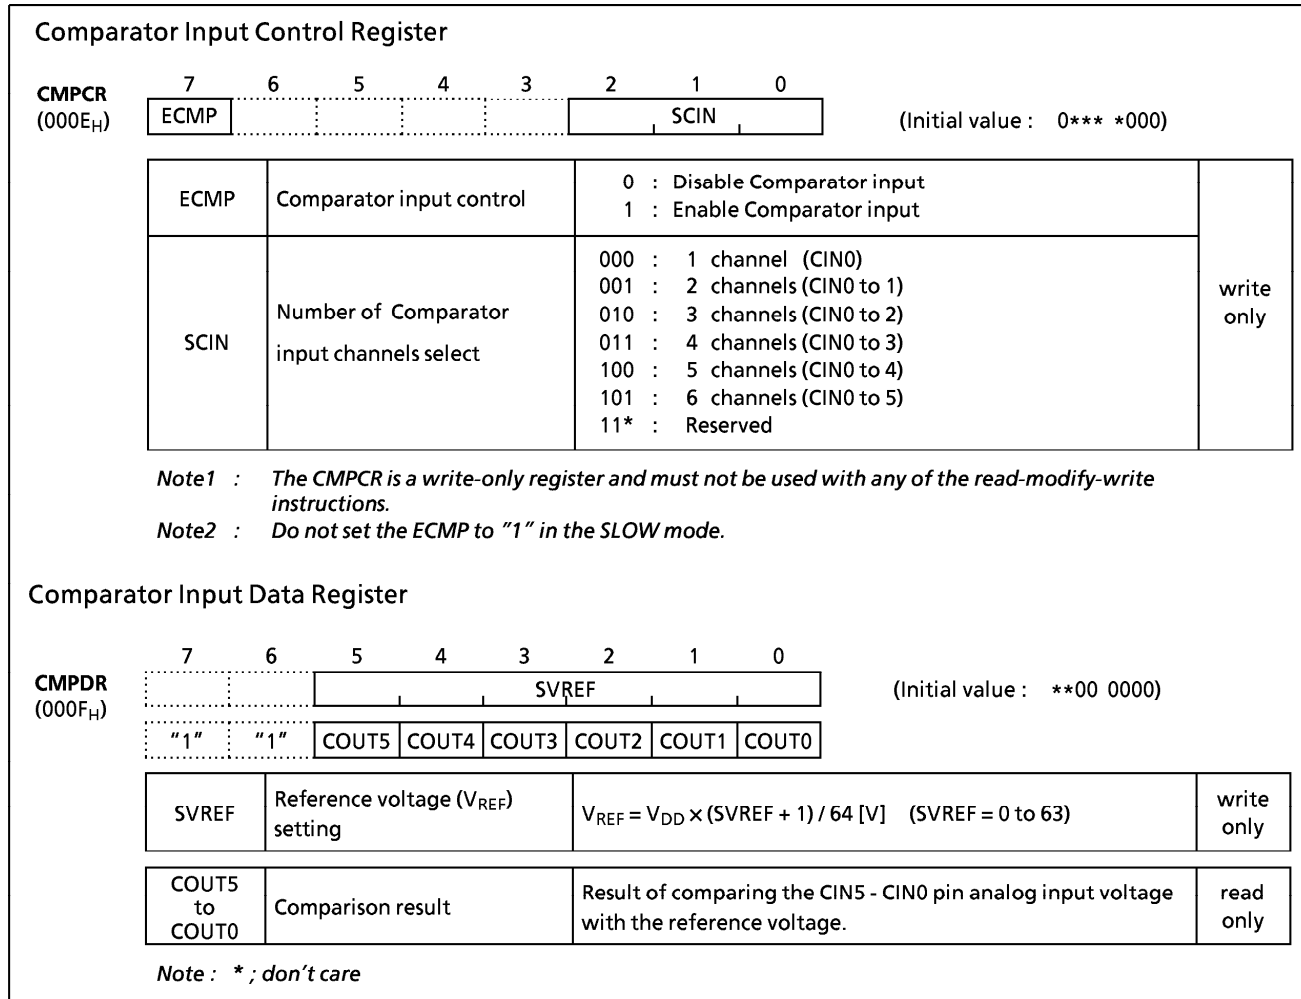 Comparator Input Control Register
7 6 5 4 3 2 1 0
CMPCR
(000EH)
ECMP SCIN (Initial value : 0*** *000)
ECMP Comparator input control 0 : Disable Comparator input
1 : Enable Comparator input
SCIN Number of Comparator input channels select
000 : 1 channel (CIN0)
001 : 2 channels (CIN0 to 1)
010 : 3 channels (CIN0 to 2)
011 : 4 channels (CIN0 to 3)
100 : 5 channels (CIN0 to 4)
101 : 6 channels (CIN0 to 5)
11* : Reserved
write
only
Note1 : The CMPCR is a write-only register and must not be used with any of the read-modify-write
instructions.
Note2 : Do not set the ECMP to "1" in the SLOW mode.
Comparator Input Data Register
7 6 5 4 3 2 1 0
CMPDR
(000FH)
SVREF (Initial value : **00 0000)
"1" "1" COUT5 COUT4 COUT3 COUT2 COUT1 COUT0
SVREF Reference voltage (VREF)
setting
VREF = VDD × (SVREF + 1) / 64 [V] (SVREF = 0 to 63)
write
only
COUT5
to
COUT0
Comparison result
Result of comparing the CIN5 - CIN0 pin analog input voltage
with the reference voltage.
read
only
Note : * ; don't care